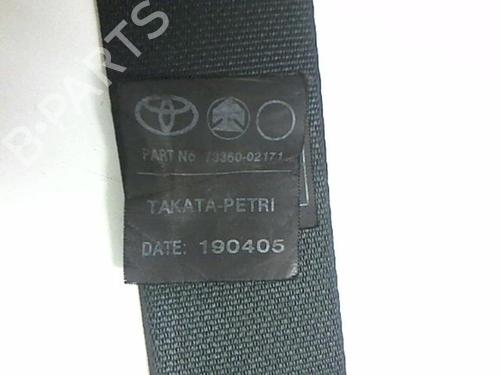 B-PARTS
PART No 73360-02171
TAKATA-PETRI
DATE: 190405